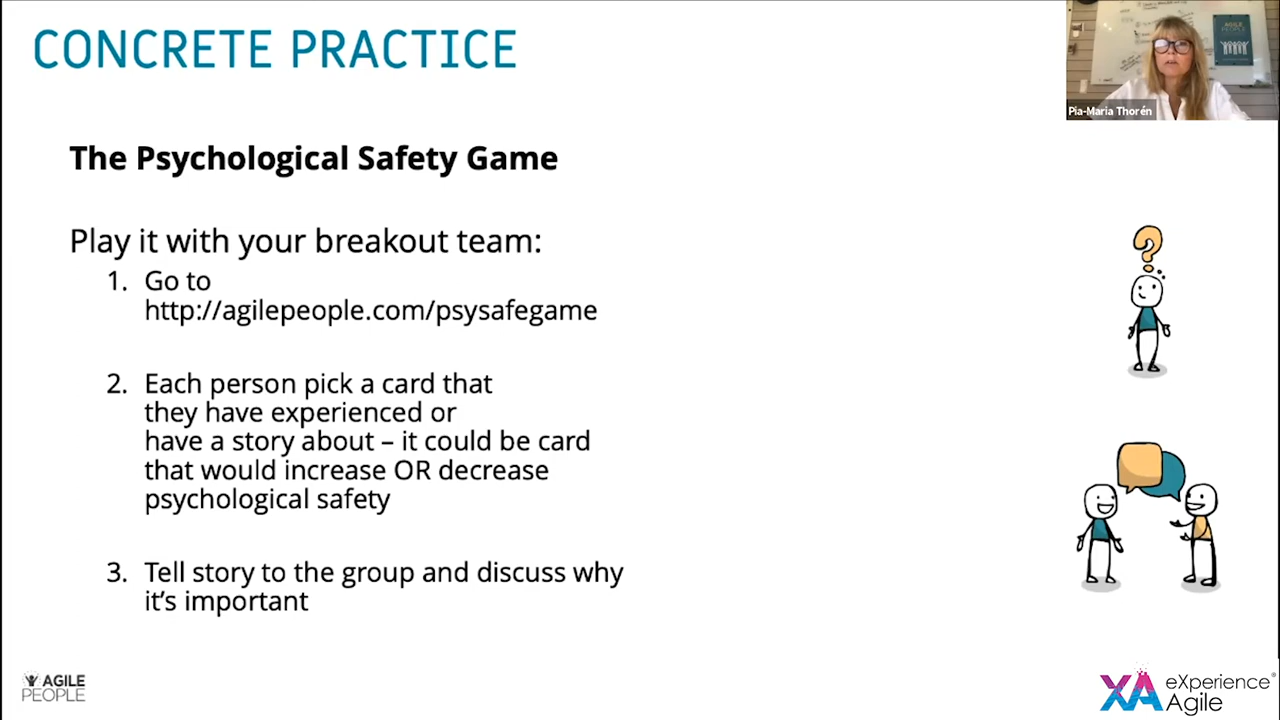 CONCRETE PRACTICE
AGILE
PEOPLE
Pia-Maria Thorén
The Psychological Safety Game
Play it with your breakout team:
1. Go to
http://agilepeople.com/psysafegame
2. Each person pick a card that
they have experienced or
have a story about – it could be card
that would increase OR decrease
psychological safety
3. Tell story to the group and discuss why
it's important
AGILE
PEOPLE
XA eXperience®
Agile